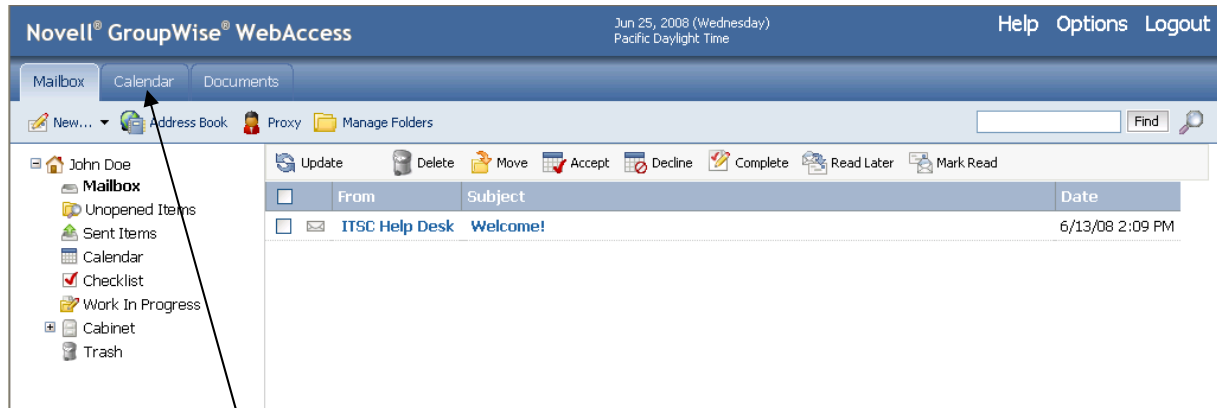 Novell® GroupWise® WebAccess
Jun 25, 2008 (Wednesday)
Pacific Daylight Time
Help Options Logout
Mailbox Calendar Documents
New... Address Book Proxy Manage Folders Find
John Doe
Mailbox
Unopened Items
Sent Items
Calendar
Checklist
Work In Progress
Cabinet
Trash
Update Delete Move Accept Decline Complete Read Later Mark Read
From Subject Date
ITSC Help Desk Welcome! 6/13/08 2:09 PM